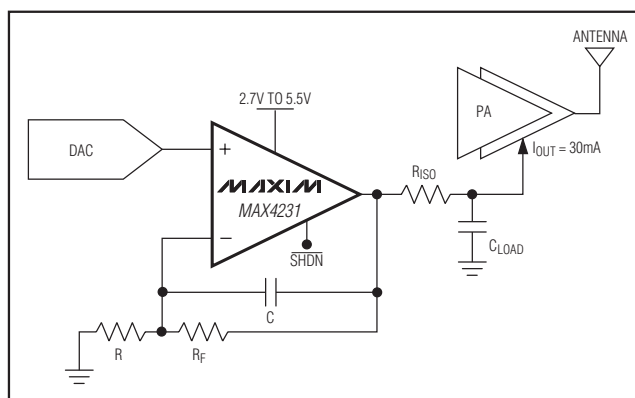 ANTENNA
2.7V TO 5.5V
PA
DAC
+
MAXIM
MAX4231
IOUT = 30mA
RISO
−
SHDN
CLOAD
C
R
RF